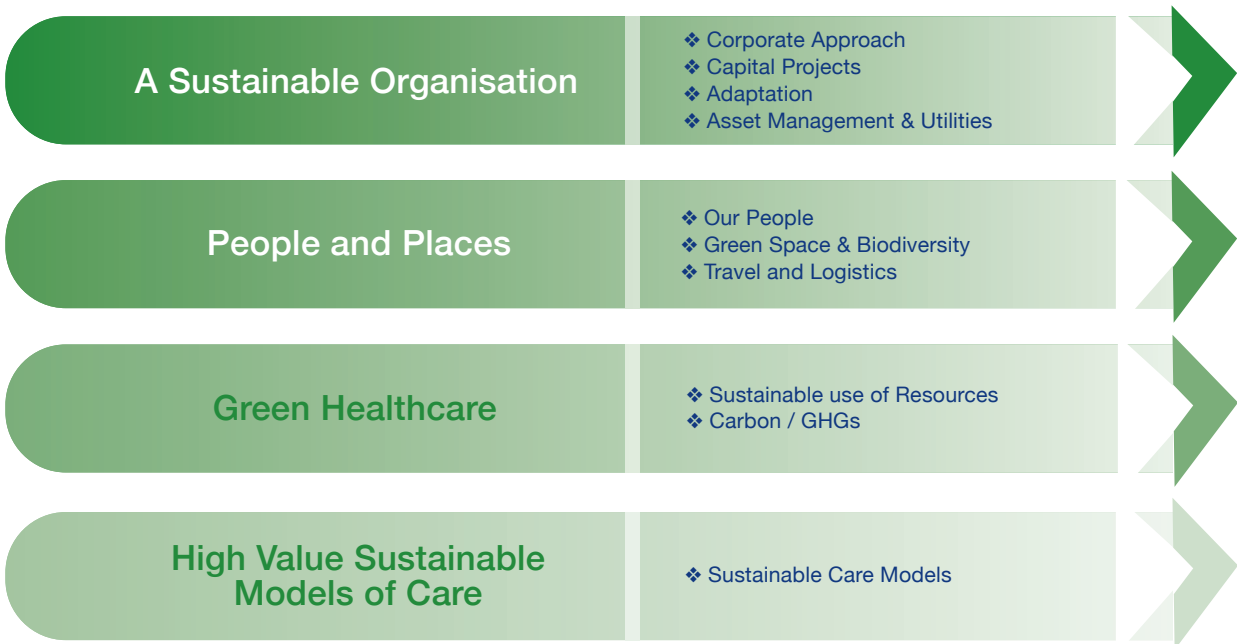 A Sustainable Organisation
❖ Corporate Approach
❖ Capital Projects
❖ Adaptation
❖ Asset Management & Utilities
People and Places
❖ Our People
❖ Green Space & Biodiversity
❖ Travel and Logistics
Green Healthcare
❖ Sustainable use of Resources
❖ Carbon / GHGs
High Value Sustainable
Models of Care
❖ Sustainable Care Models